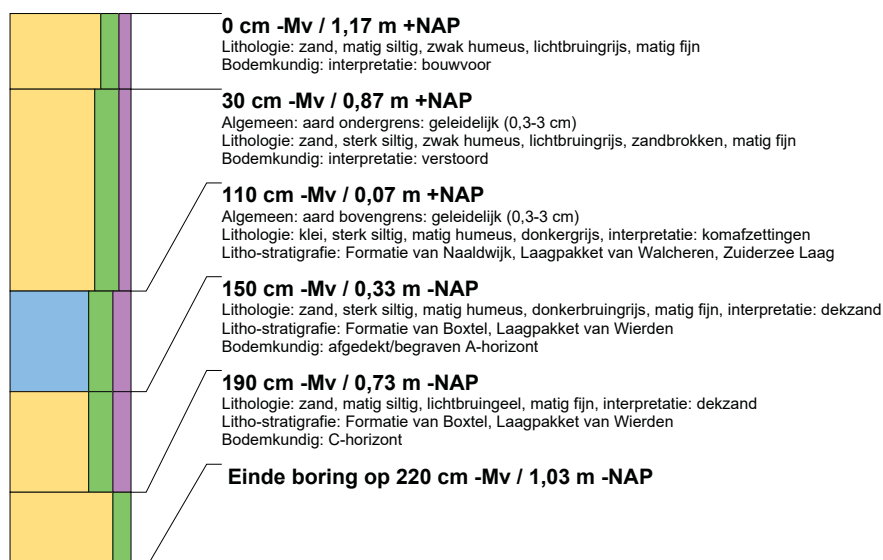 0 cm -Mv / 1,17 m +NAP
Lithologie: zand, matig siltig, zwak humeus, lichtbruingrijs, matig fijn
Bodemkundig: interpretatie: bouwvoor
30 cm -Mv / 0,87 m +NAP
Algemeen: aard ondergrens: geleidelijk (0,3-3 cm)
Lithologie: zand, sterk siltig, zwak humeus, lichtbruingrijs, zandbrokken, matig fijn
Bodemkundig: interpretatie: verstoord
110 cm -Mv / 0,07 m +NAP
Algemeen: aard bovengrens: geleidelijk (0,3-3 cm)
Lithologie: klei, sterk siltig, matig humeus, donkergrijs, interpretatie: komafzettingen
Litho-stratigrafie: Formatie van Naaldwijk, Laagpakket van Walcheren, Zuiderzee Laag
150 cm -Mv / 0,33 m -NAP
Lithologie: zand, sterk siltig, matig humeus, donkerbruingrijs, matig fijn, interpretatie: dekzand
Litho-stratigrafie: Formatie van Boxtel, Laagpakket van Wierden
Bodemkundig: afgedekt/begraven A-horizont
190 cm -Mv / 0,73 m -NAP
Lithologie: zand, matig siltig, lichtbruingeel, matig fijn, interpretatie: dekzand
Litho-stratigrafie: Formatie van Boxtel, Laagpakket van Wierden
Bodemkundig: C-horizont
Einde boring op 220 cm -Mv / 1,03 m -NAP